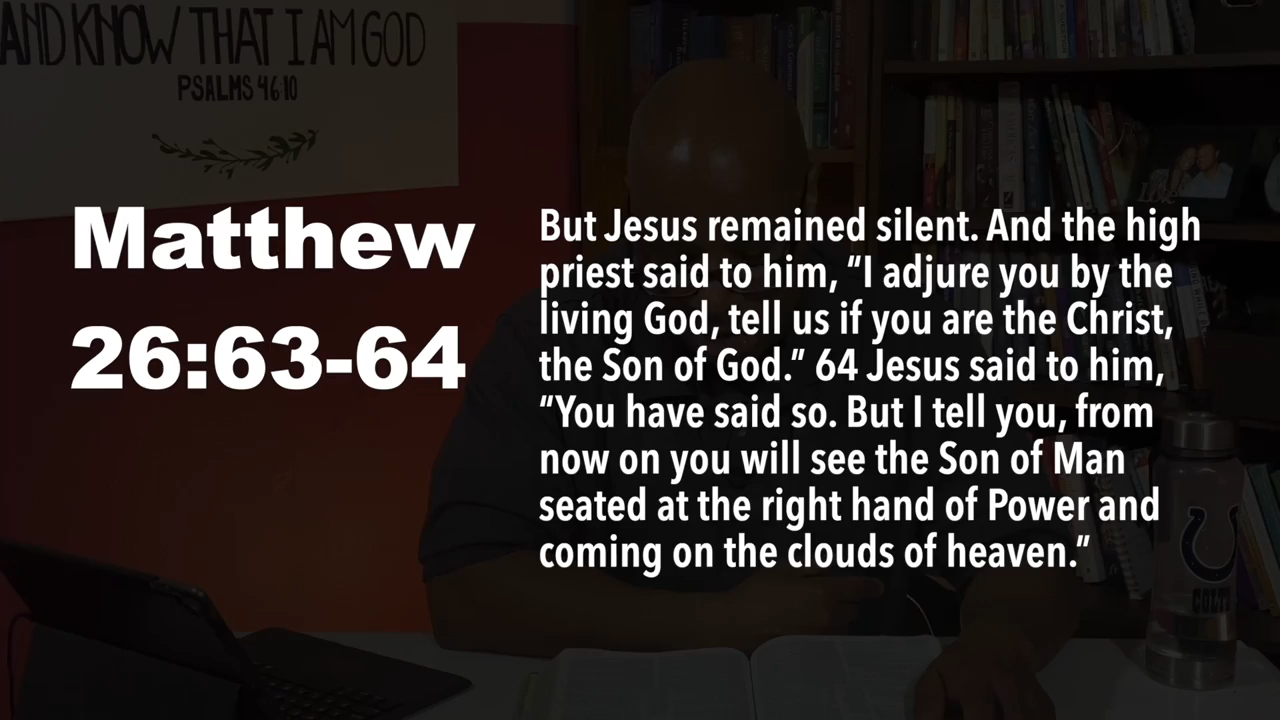 AND KNOW THAT I AM GOD
PSALMS 46:10
Matthew
26:63-64
But Jesus remained silent. And the high
priest said to him, “I adjure you by the
living God, tell us if you are the Christ,
the Son of God.” 64 Jesus said to him,
“You have said so. But I tell you, from
now on you will see the Son of Man
seated at the right hand of Power and
coming on the clouds of heaven.”
Love
COLTS